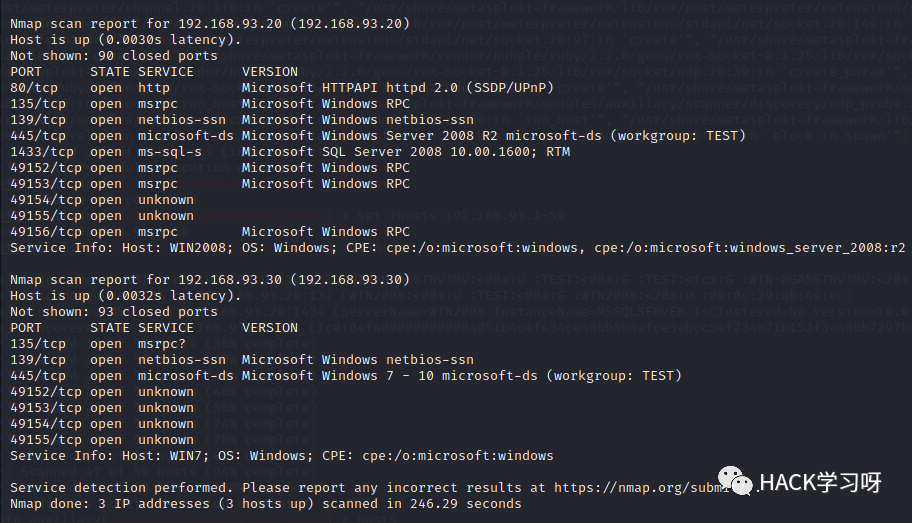 Nmap scan report for 192.168.93.20 (192.168.93.20)
Host is up (0.0030s latency).
Not shown: 90 closed ports
PORT STATE SERVICE VERSION
80/tcp open http Microsoft HTTPAPI httpd 2.0 (SSDP/UPnP)
135/tcp open msrpc Microsoft Windows RPC
139/tcp open netbios-ssn Microsoft Windows netbios-ssn
445/tcp open microsoft-ds Microsoft Windows Server 2008 R2 microsoft-ds (workgroup: TEST)
1433/tcp open ms-sql-s Microsoft SQL Server 2008 10.00.1600; RTM
49152/tcp open msrpc Microsoft Windows RPC
49153/tcp open msrpc Microsoft Windows RPC
49154/tcp open unknown
49155/tcp open unknown
49156/tcp open msrpc Microsoft Windows RPC
Service Info: Host: WIN2008; OS: Windows; CPE: cpe:/o:microsoft:windows, cpe:/o:microsoft:windows_server_2008:r2
Nmap scan report for 192.168.93.30 (192.168.93.30)
Host is up (0.0032s latency).
Not shown: 93 closed ports
PORT STATE SERVICE VERSION
135/tcp open msrpc?
139/tcp open netbios-ssn Microsoft Windows netbios-ssn
445/tcp open microsoft-ds Microsoft Windows 7 - 10 microsoft-ds (workgroup: TEST)
49152/tcp open unknown
49153/tcp open unknown
49154/tcp open unknown
49155/tcp open unknown
Service Info: Host: WIN7; OS: Windows; CPE: cpe:/o:microsoft:windows
Service detection performed. Please report any incorrect results at https://nmap.org/submi
Nmap done: 3 IP addresses (3 hosts up) scanned in 246.29 seconds
HACK学习呀